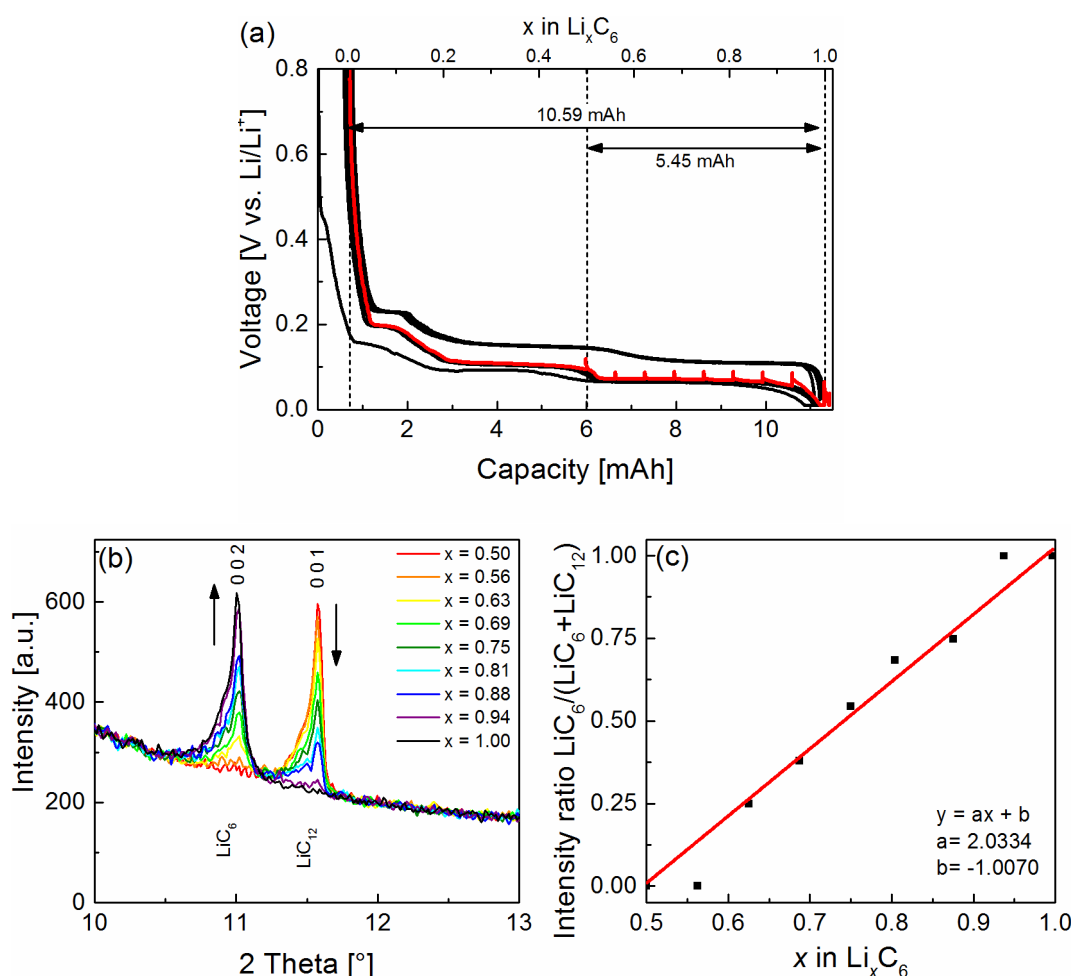 (a)
x in LiₓC₆
0.0 0.2 0.4 0.6 0.8 1.0
Voltage [V vs. Li/Li⁺]
0.8
0.6
0.4
0.2
0.0
10.59 mAh
5.45 mAh
0 2 4 6 8 10
Capacity [mAh]
(b)
Intensity [a.u.]
600
400
200
0
0 0 2
0 0 1
x = 0.50
x = 0.56
x = 0.63
x = 0.69
x = 0.75
x = 0.81
x = 0.88
x = 0.94
x = 1.00
LiC₆
LiC₁₂
10 11 12 13
2 Theta [°]
(c)
Intensity ratio LiC₆/(LiC₆+LiC₁₂)
1.00
0.75
0.50
0.25
0.00
y = ax + b
a= 2.0334
b= -1.0070
0.5 0.6 0.7 0.8 0.9 1.0
x in LiₓC₆